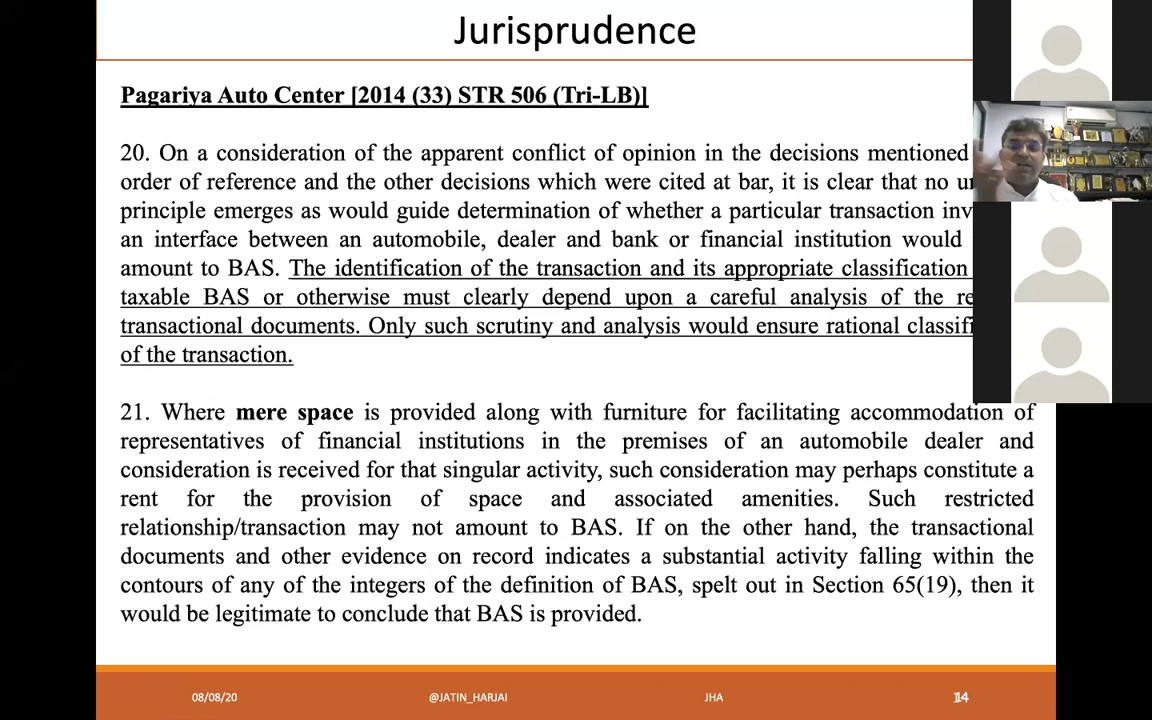 Jurisprudence
Pagariya Auto Center [2014 (33) STR 506 (Tri-LB)]
20. On a consideration of the apparent conflict of opinion in the decisions mentioned
order of reference and the other decisions which were cited at bar, it is clear that no
principle emerges as would guide determination of whether a particular transaction
an interface between an automobile, dealer and bank or financial institution would
amount to BAS. The identification of the transaction and its appropriate classification
taxable BAS or otherwise must clearly depend upon a careful analysis of the
transactional documents. Only such scrutiny and analysis would ensure rational
of the transaction.
21. Where mere space is provided along with furniture for facilitating accommodation of
representatives of financial institutions in the premises of an automobile dealer and
consideration is received for that singular activity, such consideration may perhaps constitute a
rent for the provision of space and associated amenities. Such restricted
relationship/transaction may not amount to BAS. If on the other hand, the transactional
documents and other evidence on record indicates a substantial activity falling within the
contours of any of the integers of the definition of BAS, spelt out in Section 65(19), then it
would be legitimate to conclude that BAS is provided.
08/08/20 @JATIN_HARJAI JHA 14